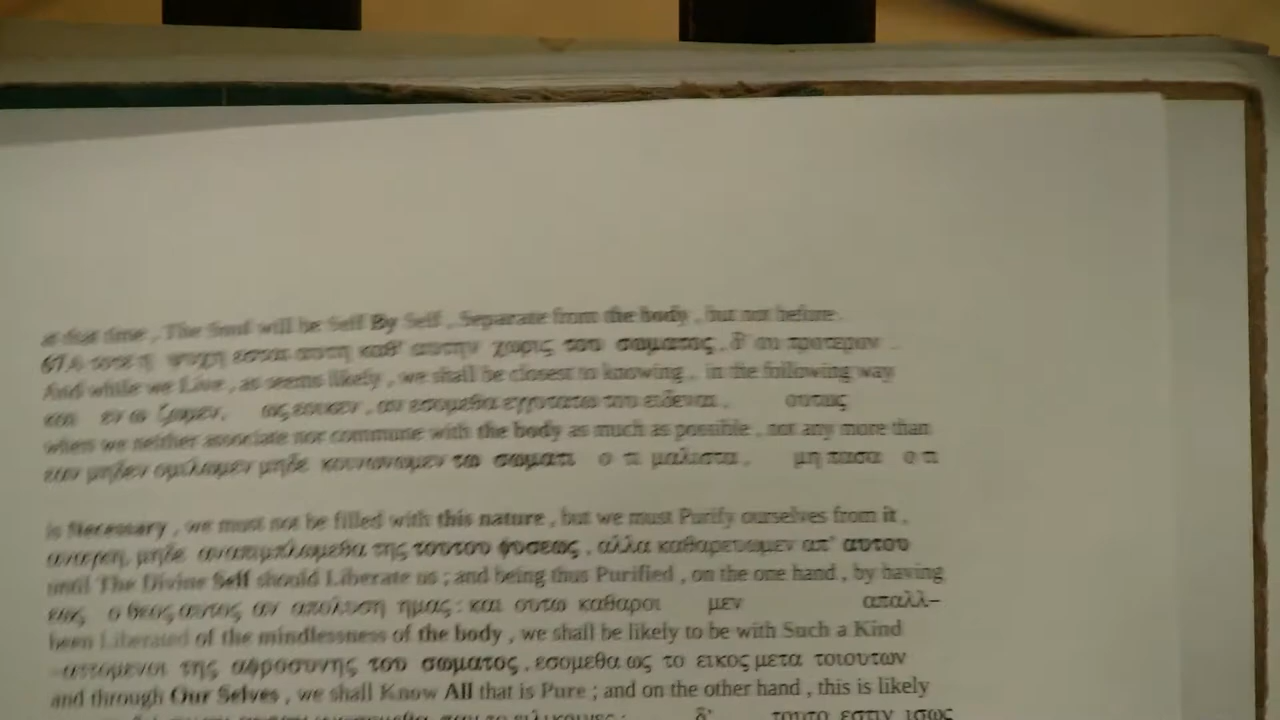 at that time , The Soul will be Self By Self , Separate from the body , but not before .
67A τοτε η ψυχη εσται αυτη καθ' αυτην χωρις του σωματος , δ' ου προτερον .
And while we Live , as seems likely , we shall be closest to knowing , in the following way
και εν ω ζωμεν, ως εοικεν , αν εσομεθα εγγυτατω του ειδεναι , ουτως
when we neither associate nor commune with the body as much as possible , not any more than
εαν μηδεν ομιλωμεν μηδε κοινωνωμεν τω σωματι ο τι μαλιστα , μη πασα ο τι
is Necessary , we must not be filled with this nature , but we must Purify ourselves from it ,
αναγκη, μηδε αναπιμπλωμεθα της τουτου φυσεως , αλλα καθαρευωμεν απ' αυτου
until The Divine Self should Liberate us ; and being thus Purified , on the one hand , by having
εως ο θεος αυτος αν απολυση ημας : και ουτω καθαροι μεν απαλλ–
been Liberated of the mindlessness of the body , we shall be likely to be with Such a Kind
–αττομενοι της αφροσυνης του σωματος , εσομεθα ως το εικος μετα τοιουτων
and through Our Selves , we shall Know All that is Pure ; and on the other hand , this is likely
ειλικρινες : δ' τουτο εστιν ισως